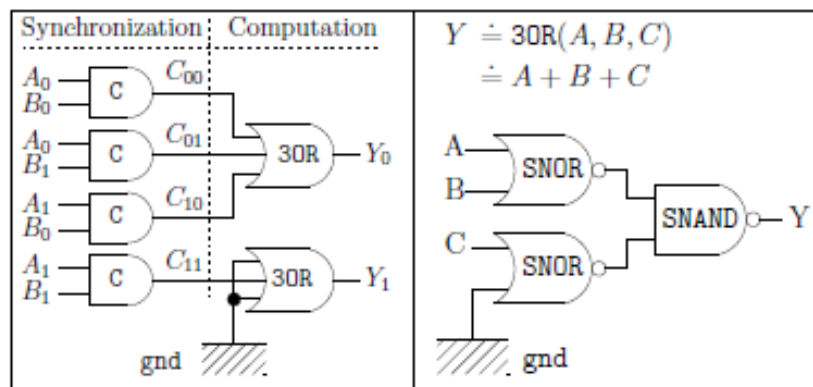 Synchronization Computation
A₀
B₀
C
C₀₀
A₀
B₁
C
C₀₁
3OR
Y₀
A₁
B₀
C
C₁₀
A₁
B₁
C
C₁₁
3OR
Y₁
gnd
Y ≐ 3OR(A, B, C)
≐ A + B + C
A
B
SNOR
SNAND
Y
C
SNOR
gnd